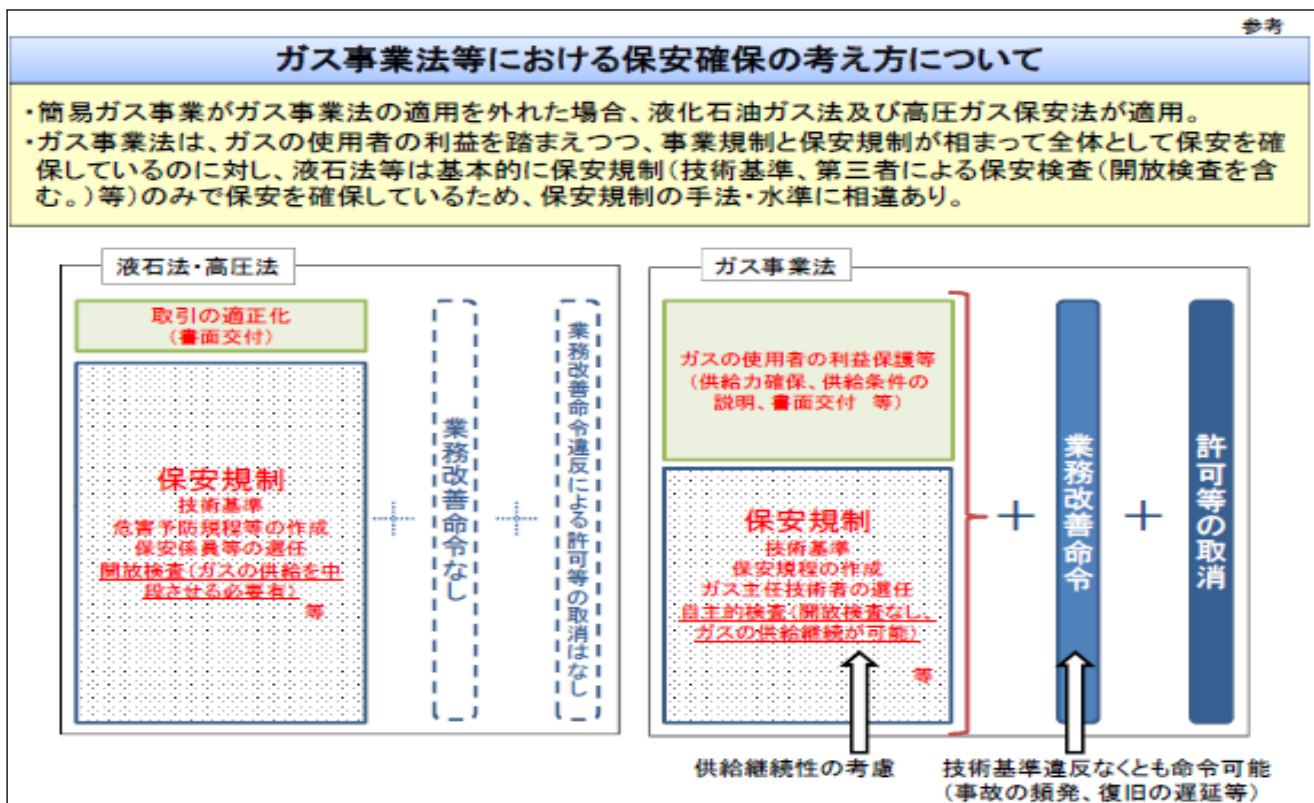 参考
ガス事業法等における保安確保の考え方について
・簡易ガス事業がガス事業法の適用を外れた場合、液化石油ガス法及び高圧ガス保安法が適用。
・ガス事業法は、ガスの使用者の利益を踏まえつつ、事業規制と保安規制が相まって全体として保安を確
保しているのに対し、液石法等は基本的に保安規制(技術基準、第三者による保安検査(開放検査を含
む。)等)のみで保安を確保しているため、保安規制の手法・水準に相違あり。
液石法・高圧法
取引の適正化
(書面交付)
保安規制
技術基準
危害予防規程等の作成
保安係員等の選任
開放検査(ガスの供給を中
段させる必要有)
等
業務改善命令なし
業務改善命令違反による許可等の取消はなし
ガス事業法
ガスの使用者の利益保護等
(供給力確保、供給条件の
説明、書面交付 等)
保安規制
技術基準
保安規程の作成
ガス主任技術者の選任
自主的検査(開放検査なし、
ガスの供給継続が可能)
等
+
業務改善命令
+
許可等の取消
供給継続性の考慮
技術基準違反なくとも命令可能
(事故の頻発、復旧の遅延等)